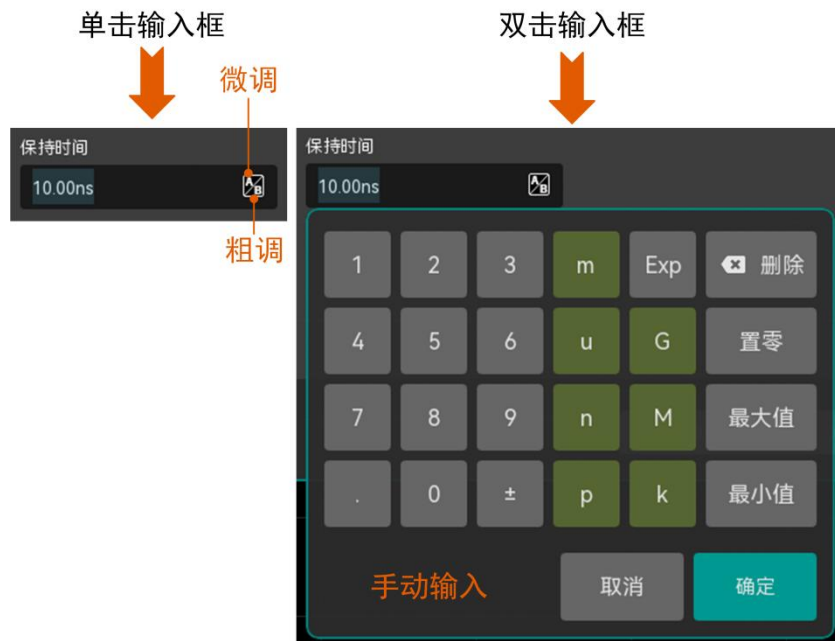 单击输入框
双击输入框
微调
保持时间
10.00ns
A/B
粗调
保持时间
10.00ns
A/B
1 2 3 m Exp 删除
4 5 6 u G 置零
7 8 9 n M 最大值
. 0 ± p k 最小值
手动输入 取消 确定